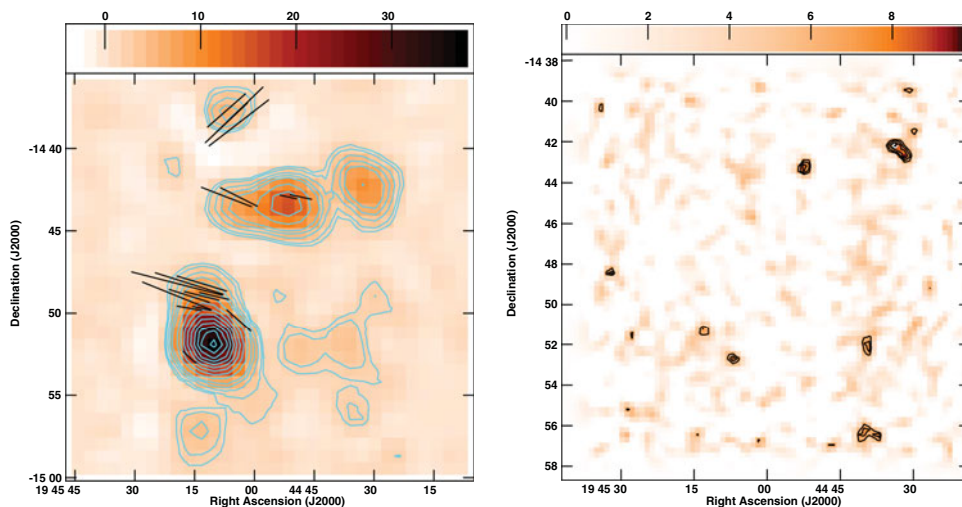 0 10 20 30
-14 40
45
50
55
-15 00
19 45 45 30 15 00 44 45 30 15
Right Ascension (J2000)
Declination (J2000)
0 2 4 6 8
-14 38
40
42
44
46
48
50
52
54
56
58
19 45 30 15 00 44 45 30
Right Ascension (J2000)
Declination (J2000)